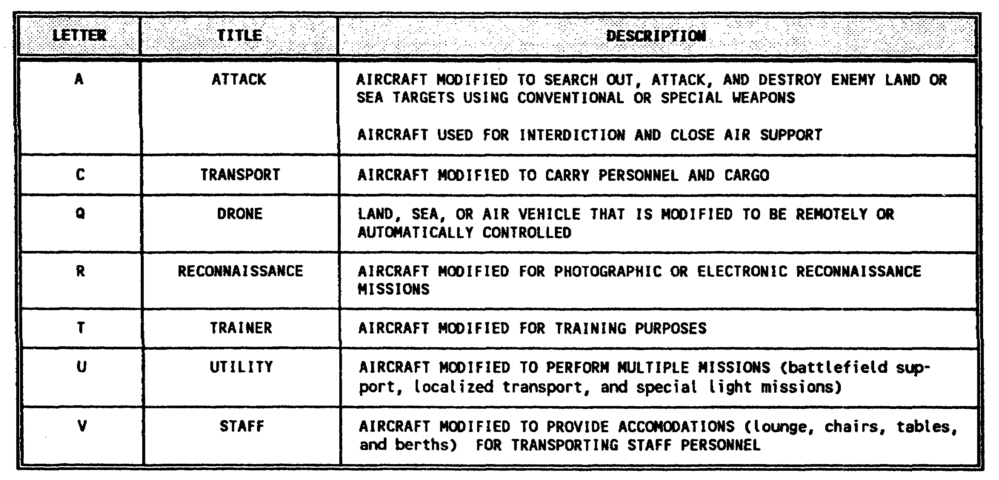 LETTER TITLE DESCRIPTION
A ATTACK AIRCRAFT MODIFIED TO SEARCH OUT, ATTACK, AND DESTROY ENEMY LAND OR
SEA TARGETS USING CONVENTIONAL OR SPECIAL WEAPONS
AIRCRAFT USED FOR INTERDICTION AND CLOSE AIR SUPPORT
C TRANSPORT AIRCRAFT MODIFIED TO CARRY PERSONNEL AND CARGO
Q DRONE LAND, SEA, OR AIR VEHICLE THAT IS MODIFIED TO BE REMOTELY OR
AUTOMATICALLY CONTROLLED
R RECONNAISSANCE AIRCRAFT MODIFIED FOR PHOTOGRAPHIC OR ELECTRONIC RECONNAISSANCE
MISSIONS
T TRAINER AIRCRAFT MODIFIED FOR TRAINING PURPOSES
U UTILITY AIRCRAFT MODIFIED TO PERFORM MULTIPLE MISSIONS (battlefield sup-
port, localized transport, and special light missions)
V STAFF AIRCRAFT MODIFIED TO PROVIDE ACCOMODATIONS (lounge, chairs, tables,
and berths) FOR TRANSPORTING STAFF PERSONNEL